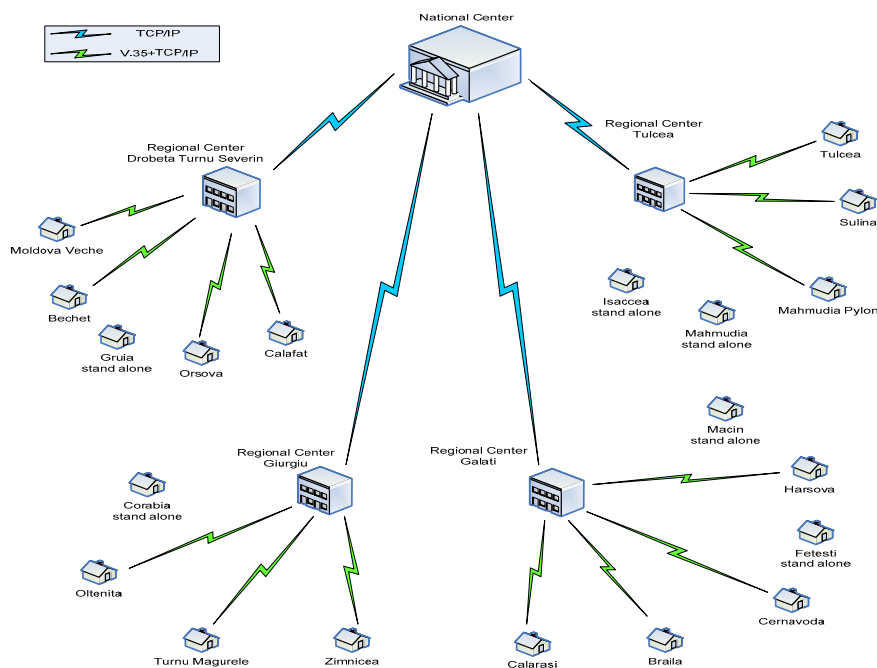 National Center
TCP/IP
V.35+TCP/IP
Regional Center
Drobeta Turnu Severin
Regional Center
Tulcea
Tulcea
Sulina
Moldova Veche
Mahmudia Pylon
Isaccea
stand alone
Bechet
Mahmudia
stand alone
Gruia
stand alone
Orsova
Calafat
Macin
stand alone
Regional Center
Giurgiu
Regional Center
Galati
Harsova
Corabia
stand alone
Fetesti
stand alone
Oltenita
Cernavoda
Turnu Magurele
Zimnicea
Calarasi
Braila